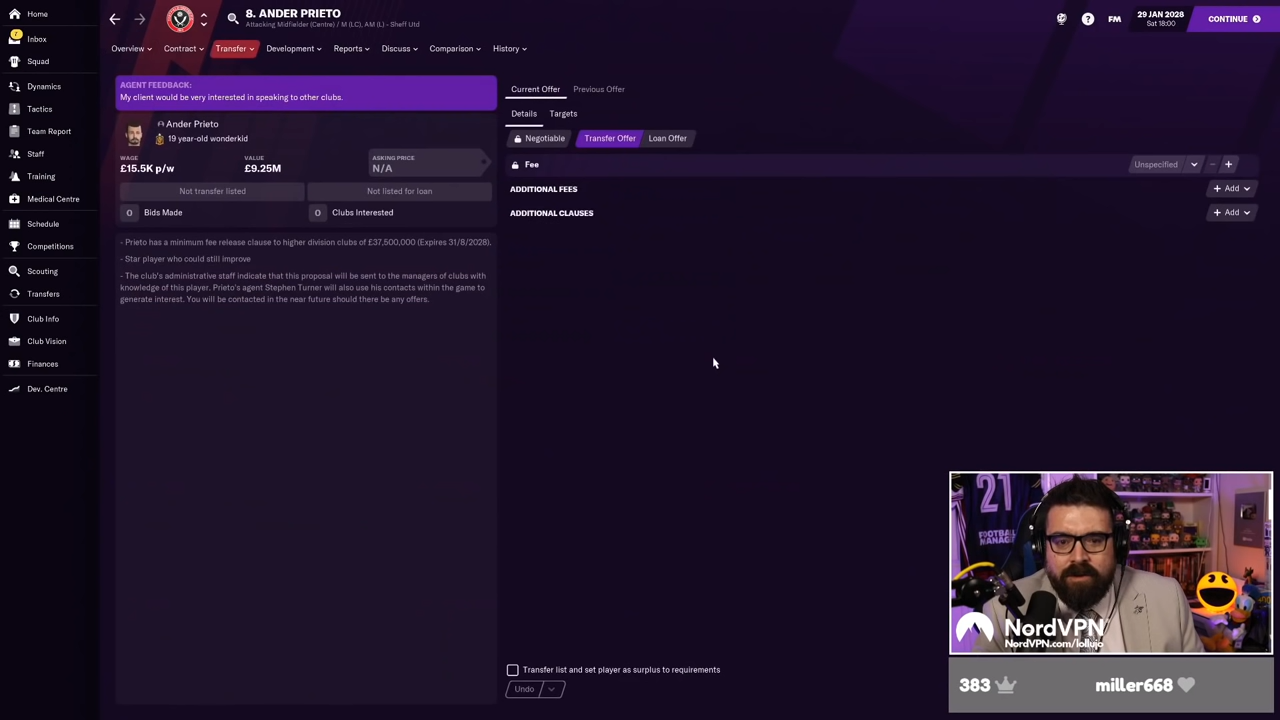 Home
7
Inbox
Squad
Dynamics
Tactics
Team Report
Staff
Training
Medical Centre
Schedule
Competitions
Scouting
Transfers
Club Info
Club Vision
Finances
Dev. Centre
8. ANDER PRIETO
Attacking Midfielder (Centre) / M (LC), AM (L) - Sheff Utd
FM
29 JAN 2028
Sat 18:00
CONTINUE
Overview
Contract
Transfer
Development
Reports
Discuss
Comparison
History
AGENT FEEDBACK:
My client would be very interested in speaking to other clubs.
Ander Prieto
19 year-old wonderkid
WAGE
£15.5K p/w
VALUE
£9.25M
ASKING PRICE
N/A
Not transfer listed
Not listed for loan
0 Bids Made
0 Clubs Interested
- Prieto has a minimum fee release clause to higher division clubs of £37,500,000 (Expires 31/8/2028).
- Star player who could still improve
- The club's administrative staff indicate that this proposal will be sent to the managers of clubs with
knowledge of this player. Prieto's agent Stephen Turner will also use his contacts within the game to
generate interest. You will be contacted in the near future should there be any offers.
Current Offer
Previous Offer
Details
Targets
Negotiable
Transfer Offer
Loan Offer
Fee
Unspecified
ADDITIONAL FEES
Add
ADDITIONAL CLAUSES
Add
Transfer list and set player as surplus to requirements
Undo
21
FOOTBALL
NordVPN
NordVPN.com/lollujo
383
miller668